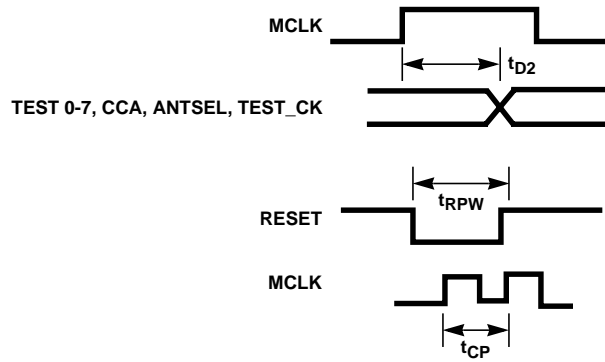 MCLK
tD2
TEST 0-7, CCA, ANTSEL, TEST_CK
tRPW
RESET
MCLK
tCP